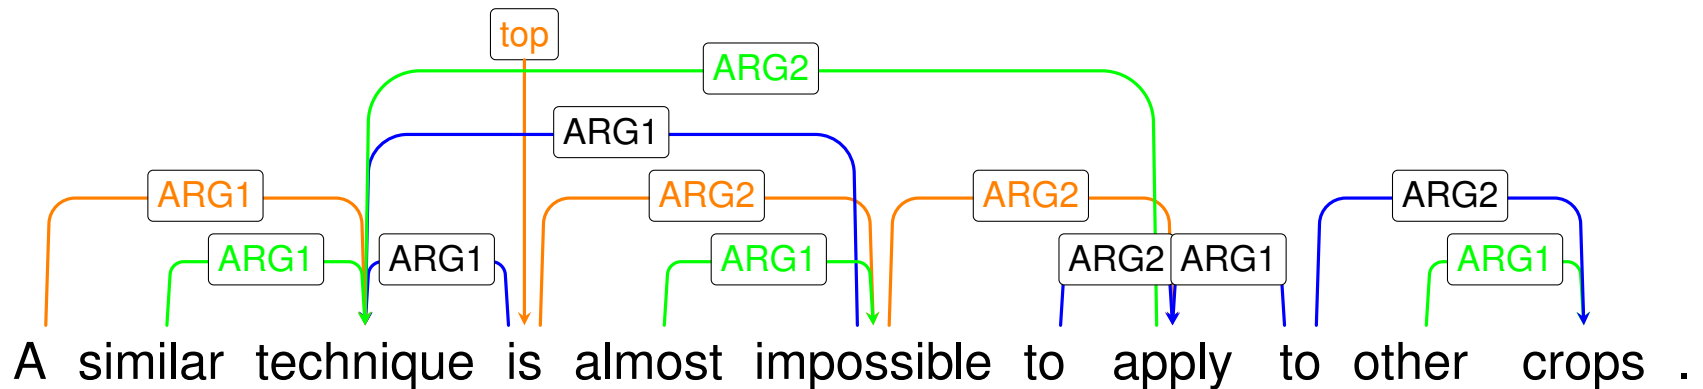 top
ARG2
ARG1
ARG1 ARG2 ARG2 ARG2
ARG1 ARG1 ARG1 ARG2 ARG1 ARG1
A similar technique is almost impossible to apply to other crops .